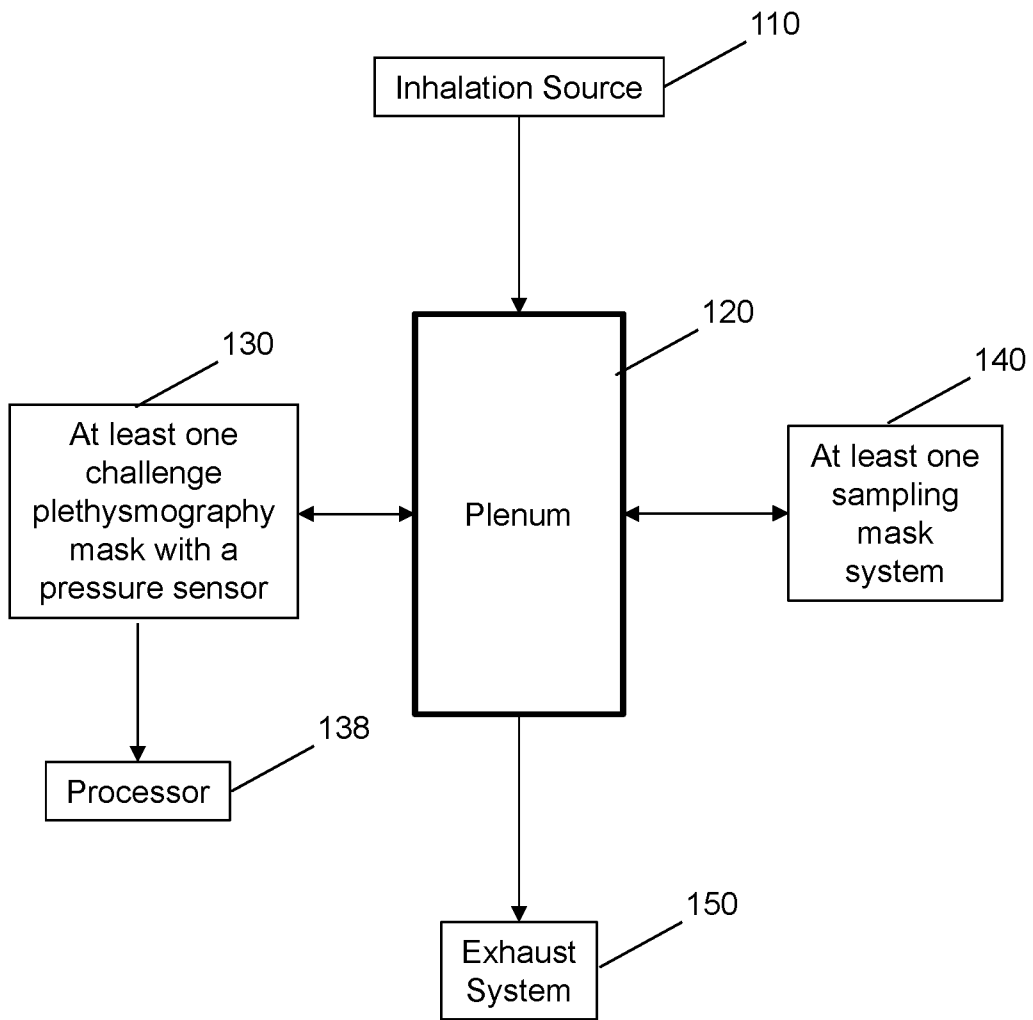 110
Inhalation Source
120
130
140
At least one
challenge
plethysmography
mask with a
pressure sensor
Plenum
At least one
sampling
mask
system
138
Processor
150
Exhaust
System